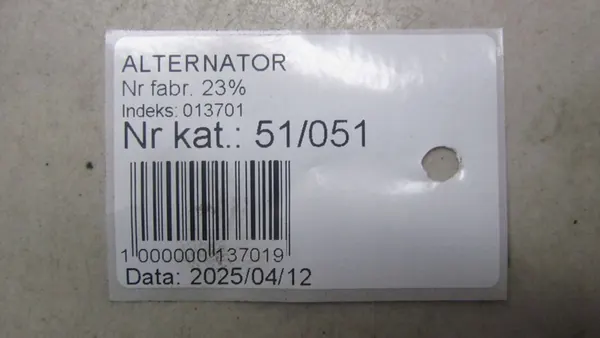 ALTERNATOR
Nr fabr. 23%
Indeks: 013701
Nr kat.: 51/051
1 000000 137019
Data: 2025/04/12